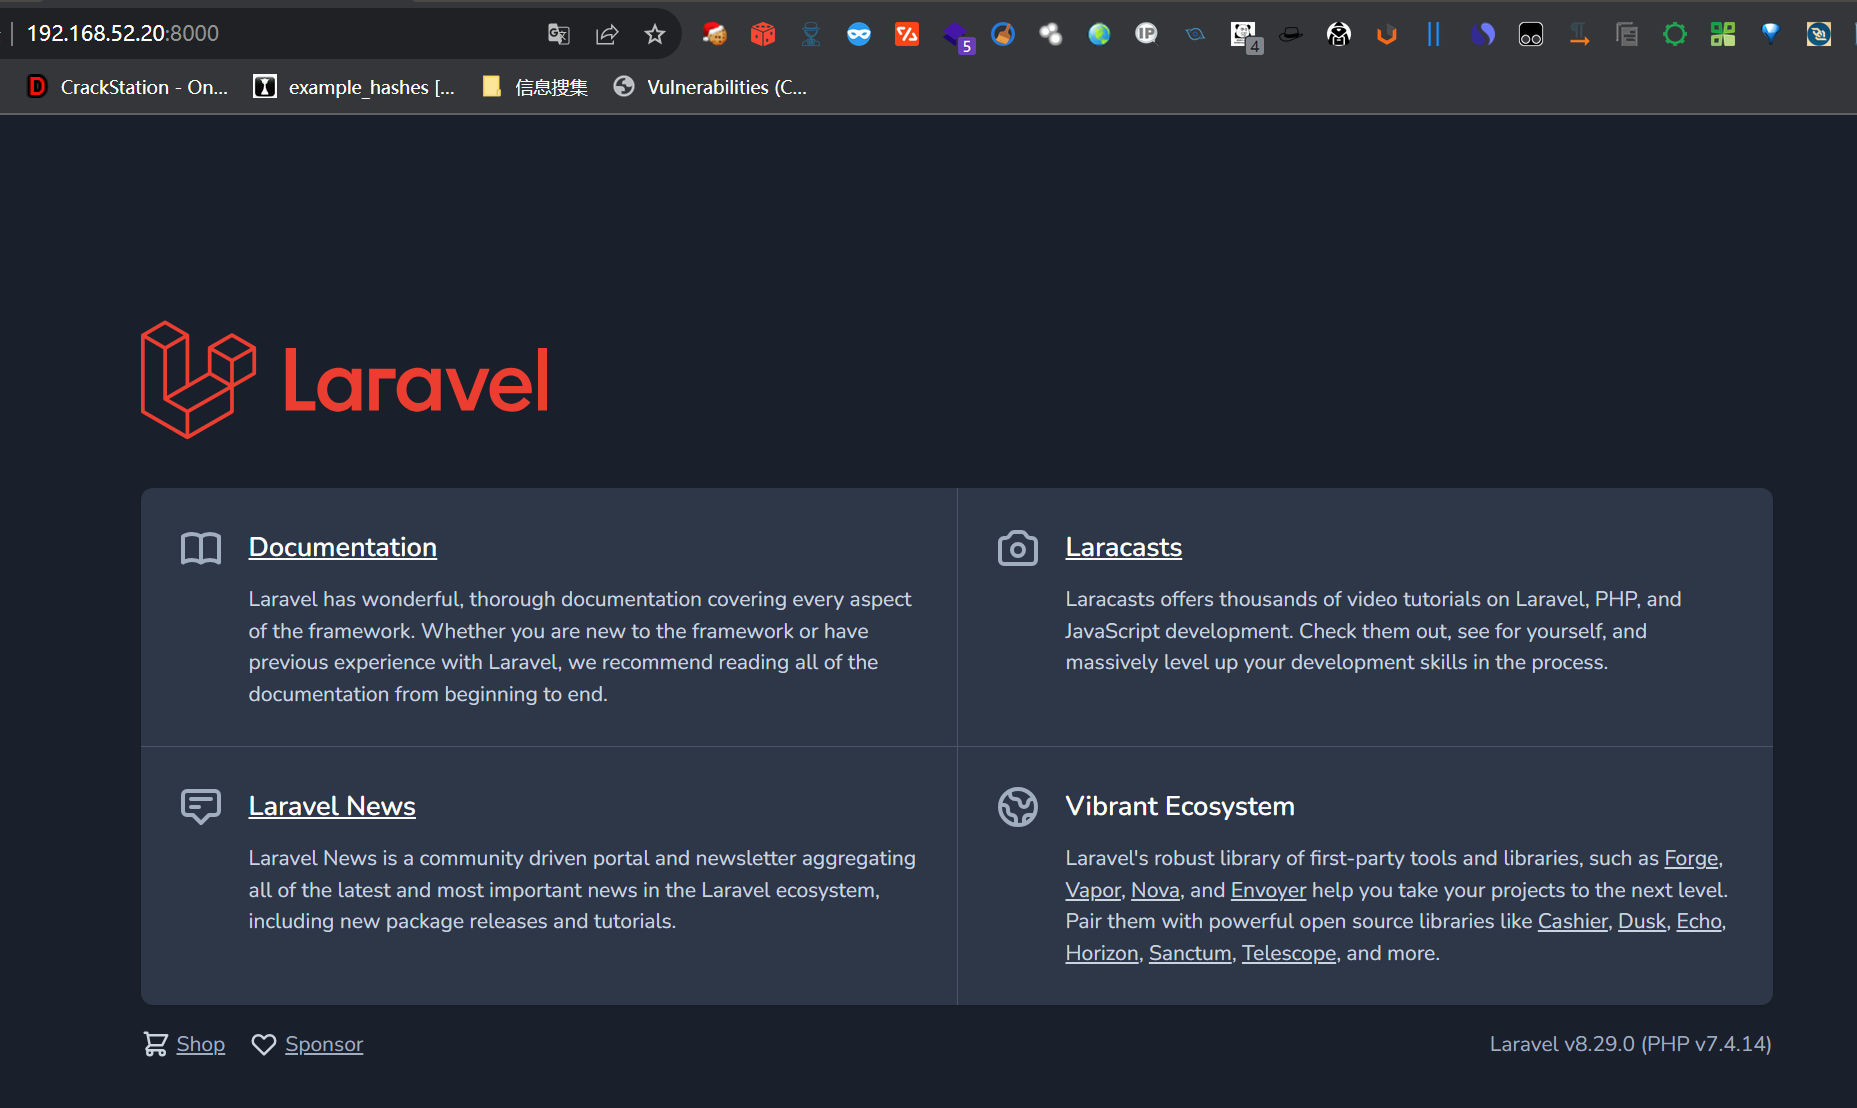 192.168.52.20:8000
5
IP
4
CrackStation - On...
example_hashes [...
信息搜集
Vulnerabilities (C...
Laravel
Documentation
Laravel has wonderful, thorough documentation covering every aspect
of the framework. Whether you are new to the framework or have
previous experience with Laravel, we recommend reading all of the
documentation from beginning to end.
Laracasts
Laracasts offers thousands of video tutorials on Laravel, PHP, and
JavaScript development. Check them out, see for yourself, and
massively level up your development skills in the process.
Laravel News
Laravel News is a community driven portal and newsletter aggregating
all of the latest and most important news in the Laravel ecosystem,
including new package releases and tutorials.
Vibrant Ecosystem
Laravel's robust library of first-party tools and libraries, such as Forge,
Vapor, Nova, and Envoyer help you take your projects to the next level.
Pair them with powerful open source libraries like Cashier, Dusk, Echo,
Horizon, Sanctum, Telescope, and more.
Shop
Sponsor
Laravel v8.29.0 (PHP v7.4.14)